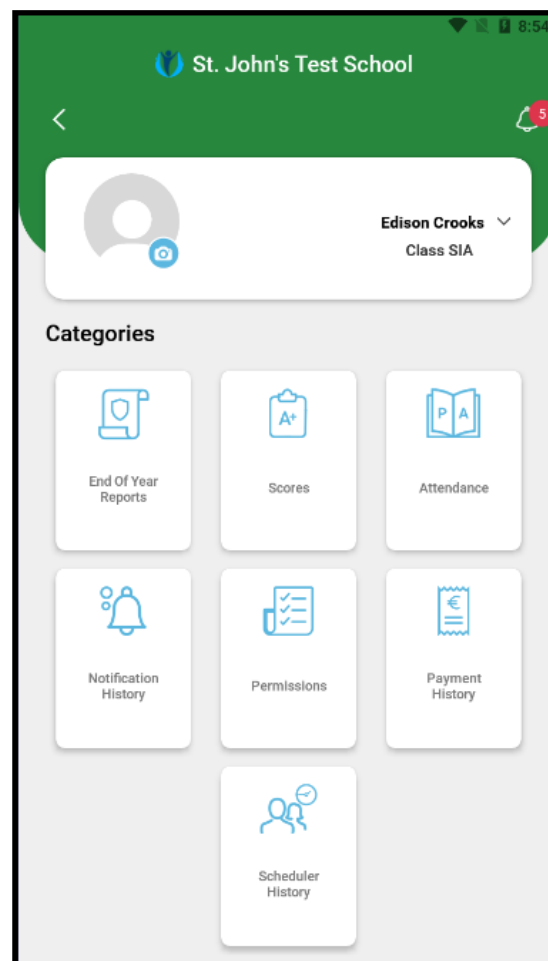 8:54
St. John's Test School
5
Edison Crooks
Class SIA
Categories
A+
P A
End Of Year
Reports
Scores
Attendance
€
Notification
History
Permissions
Payment
History
Scheduler
History